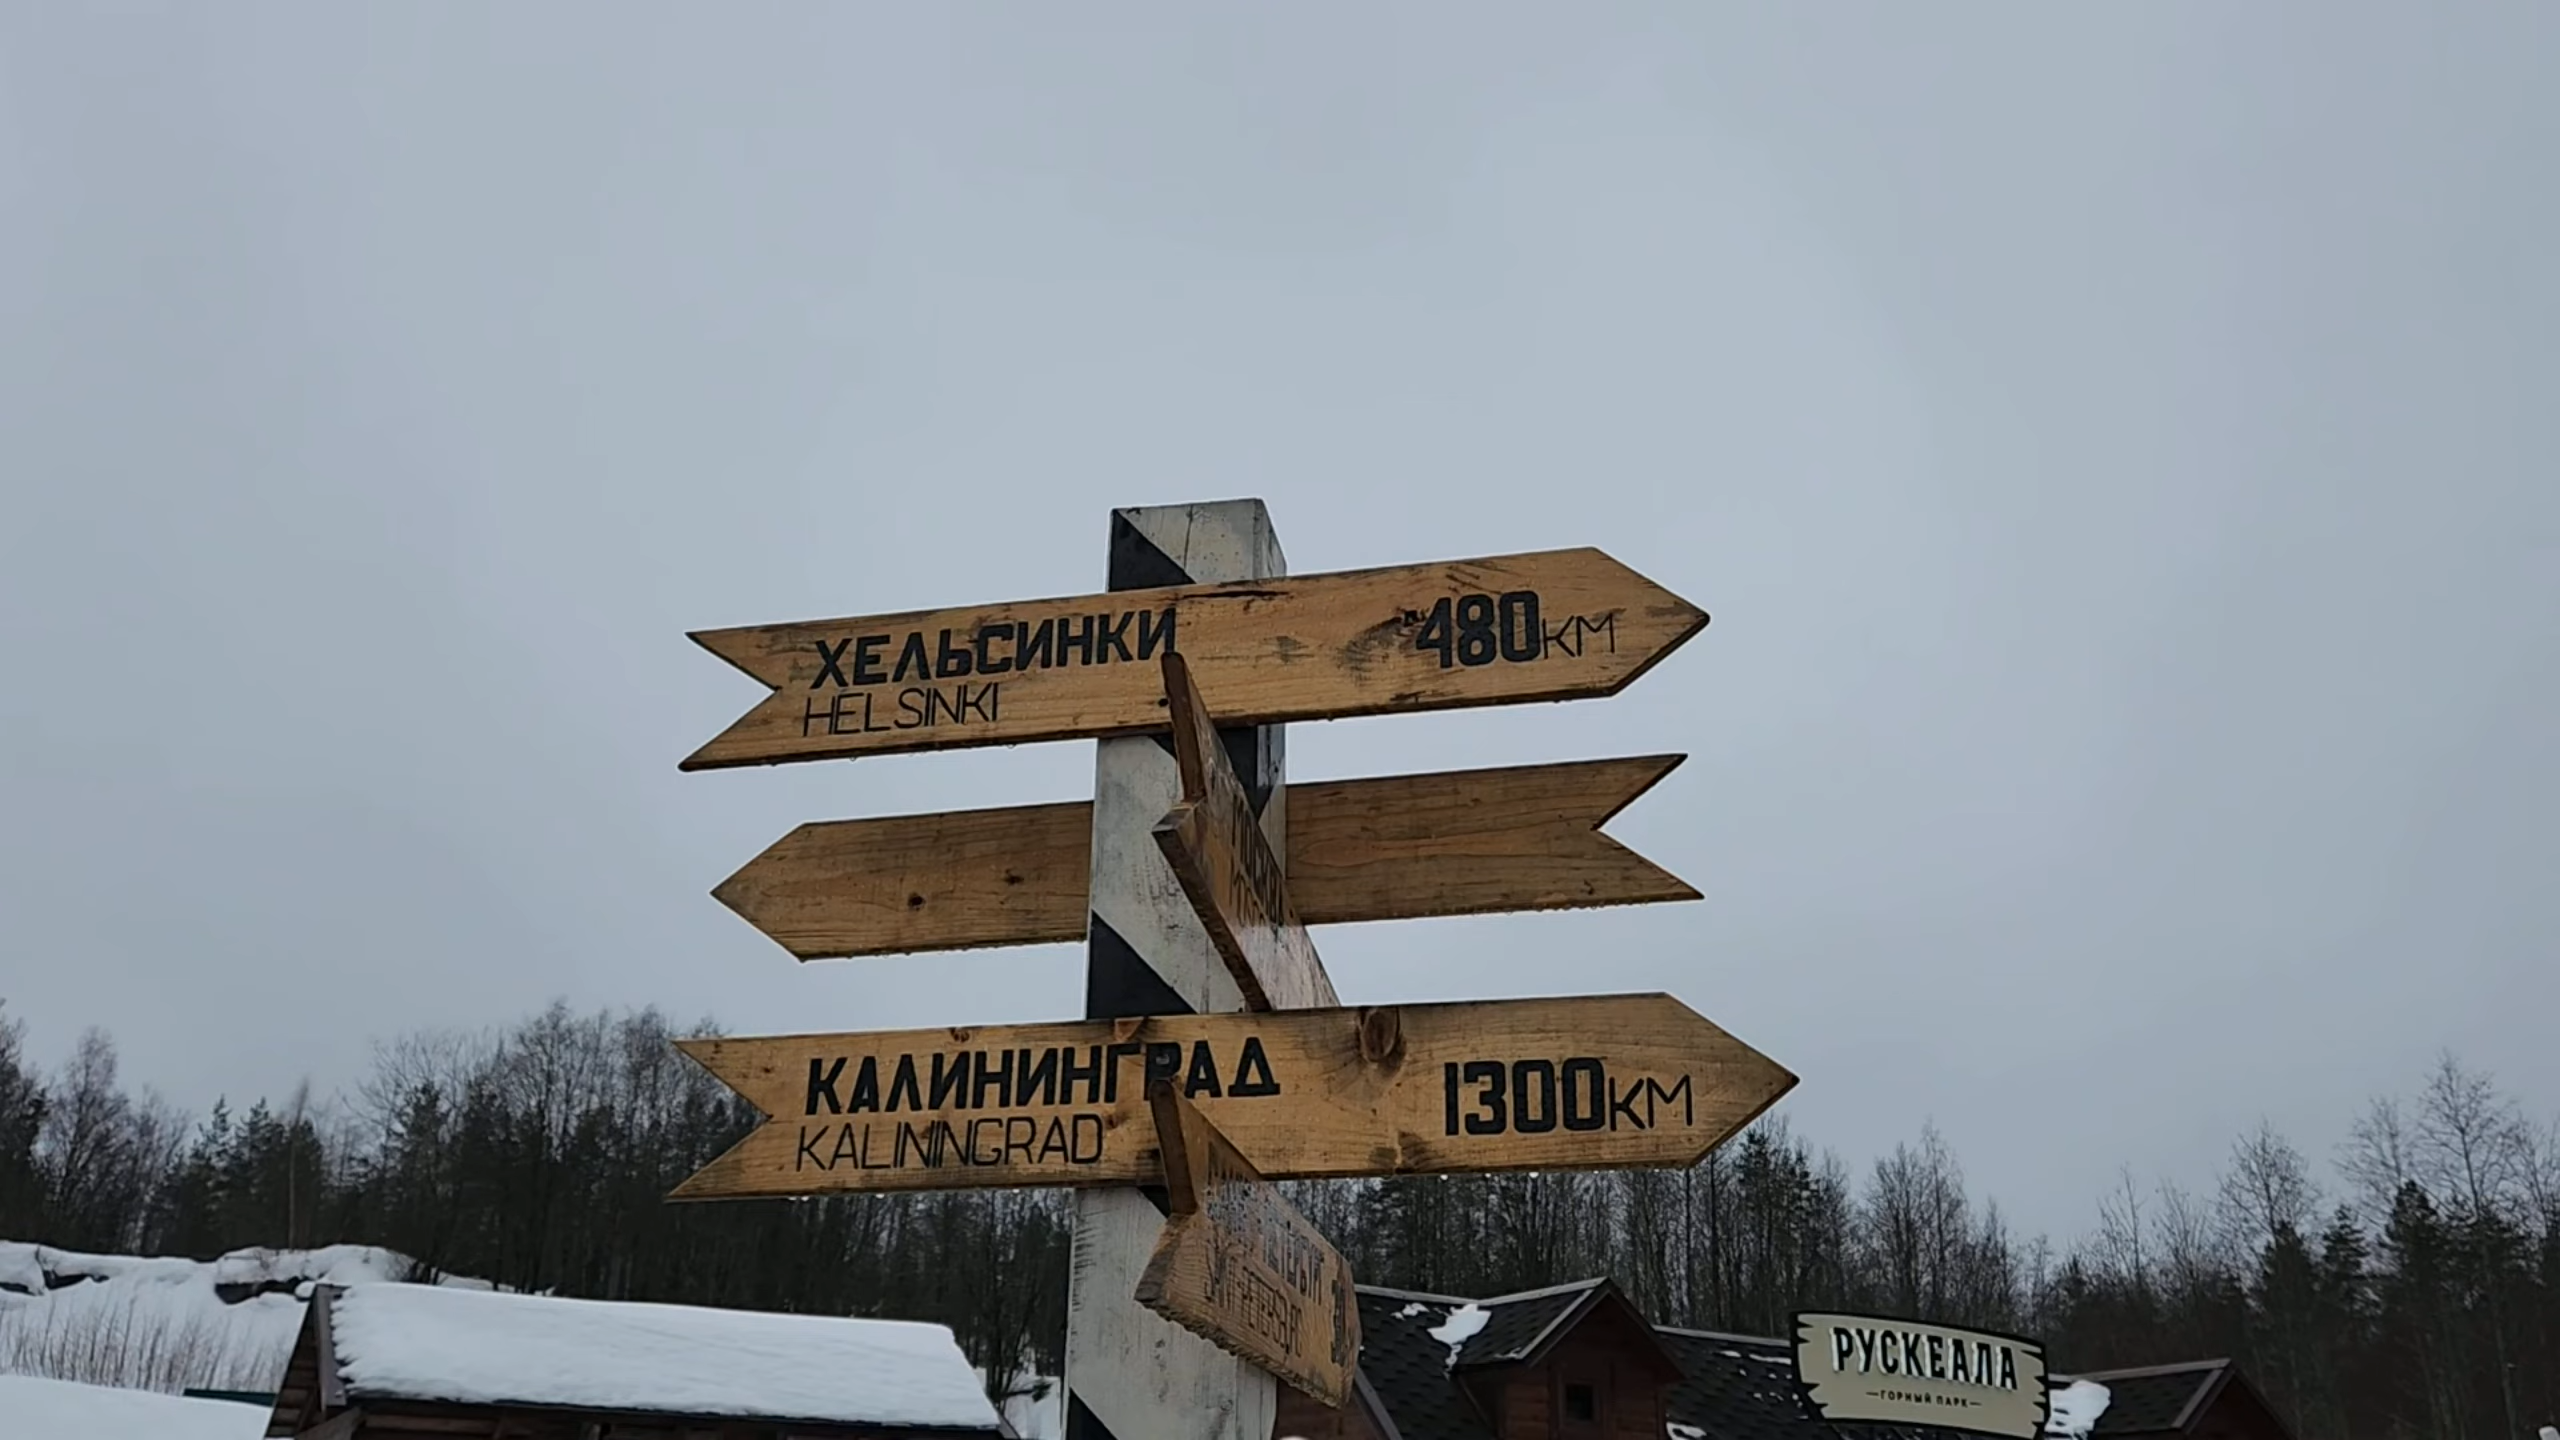 ХЕЛЬСИНКИ 480КМ
HELSINKI
КАЛИНИНГРАД 1300КМ
KALININGRAD
РУСКЕАЛА
—ГОРНЫЙ ПАРК—